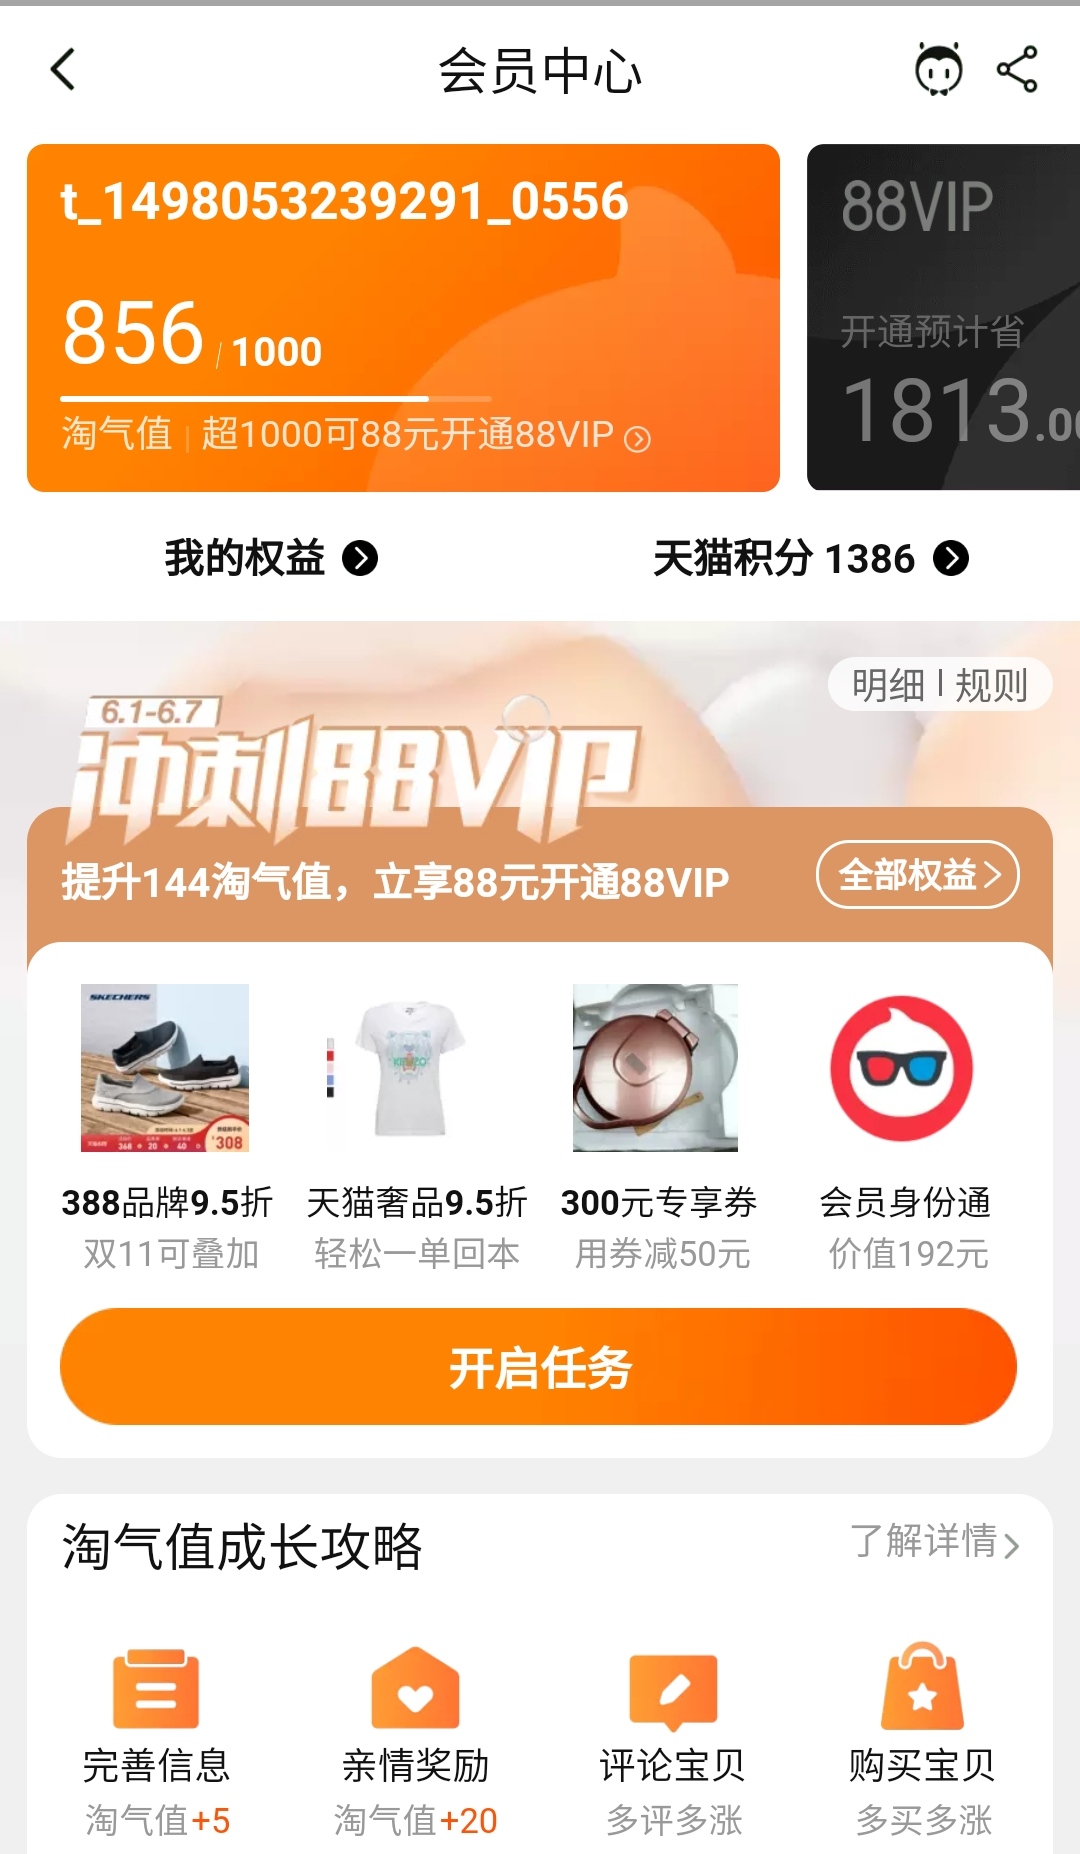 会员中心
t_1498053239291_0556
856 / 1000
淘气值 | 超1000可88元开通88VIP
88VIP
开通预计省
1813.00
我的权益
天猫积分 1386
明细 | 规则
6.1-6.7
冲刺88VIP
提升144淘气值，立享88元开通88VIP
全部权益
SKECHERS
308
368 20 40
KENZO
388品牌9.5折
天猫奢品9.5折
300元专享券
会员身份通
双11可叠加
轻松一单回本
用券减50元
价值192元
开启任务
淘气值成长攻略
了解详情
完善信息
亲情奖励
评论宝贝
购买宝贝
淘气值+5
淘气值+20
多评多涨
多买多涨